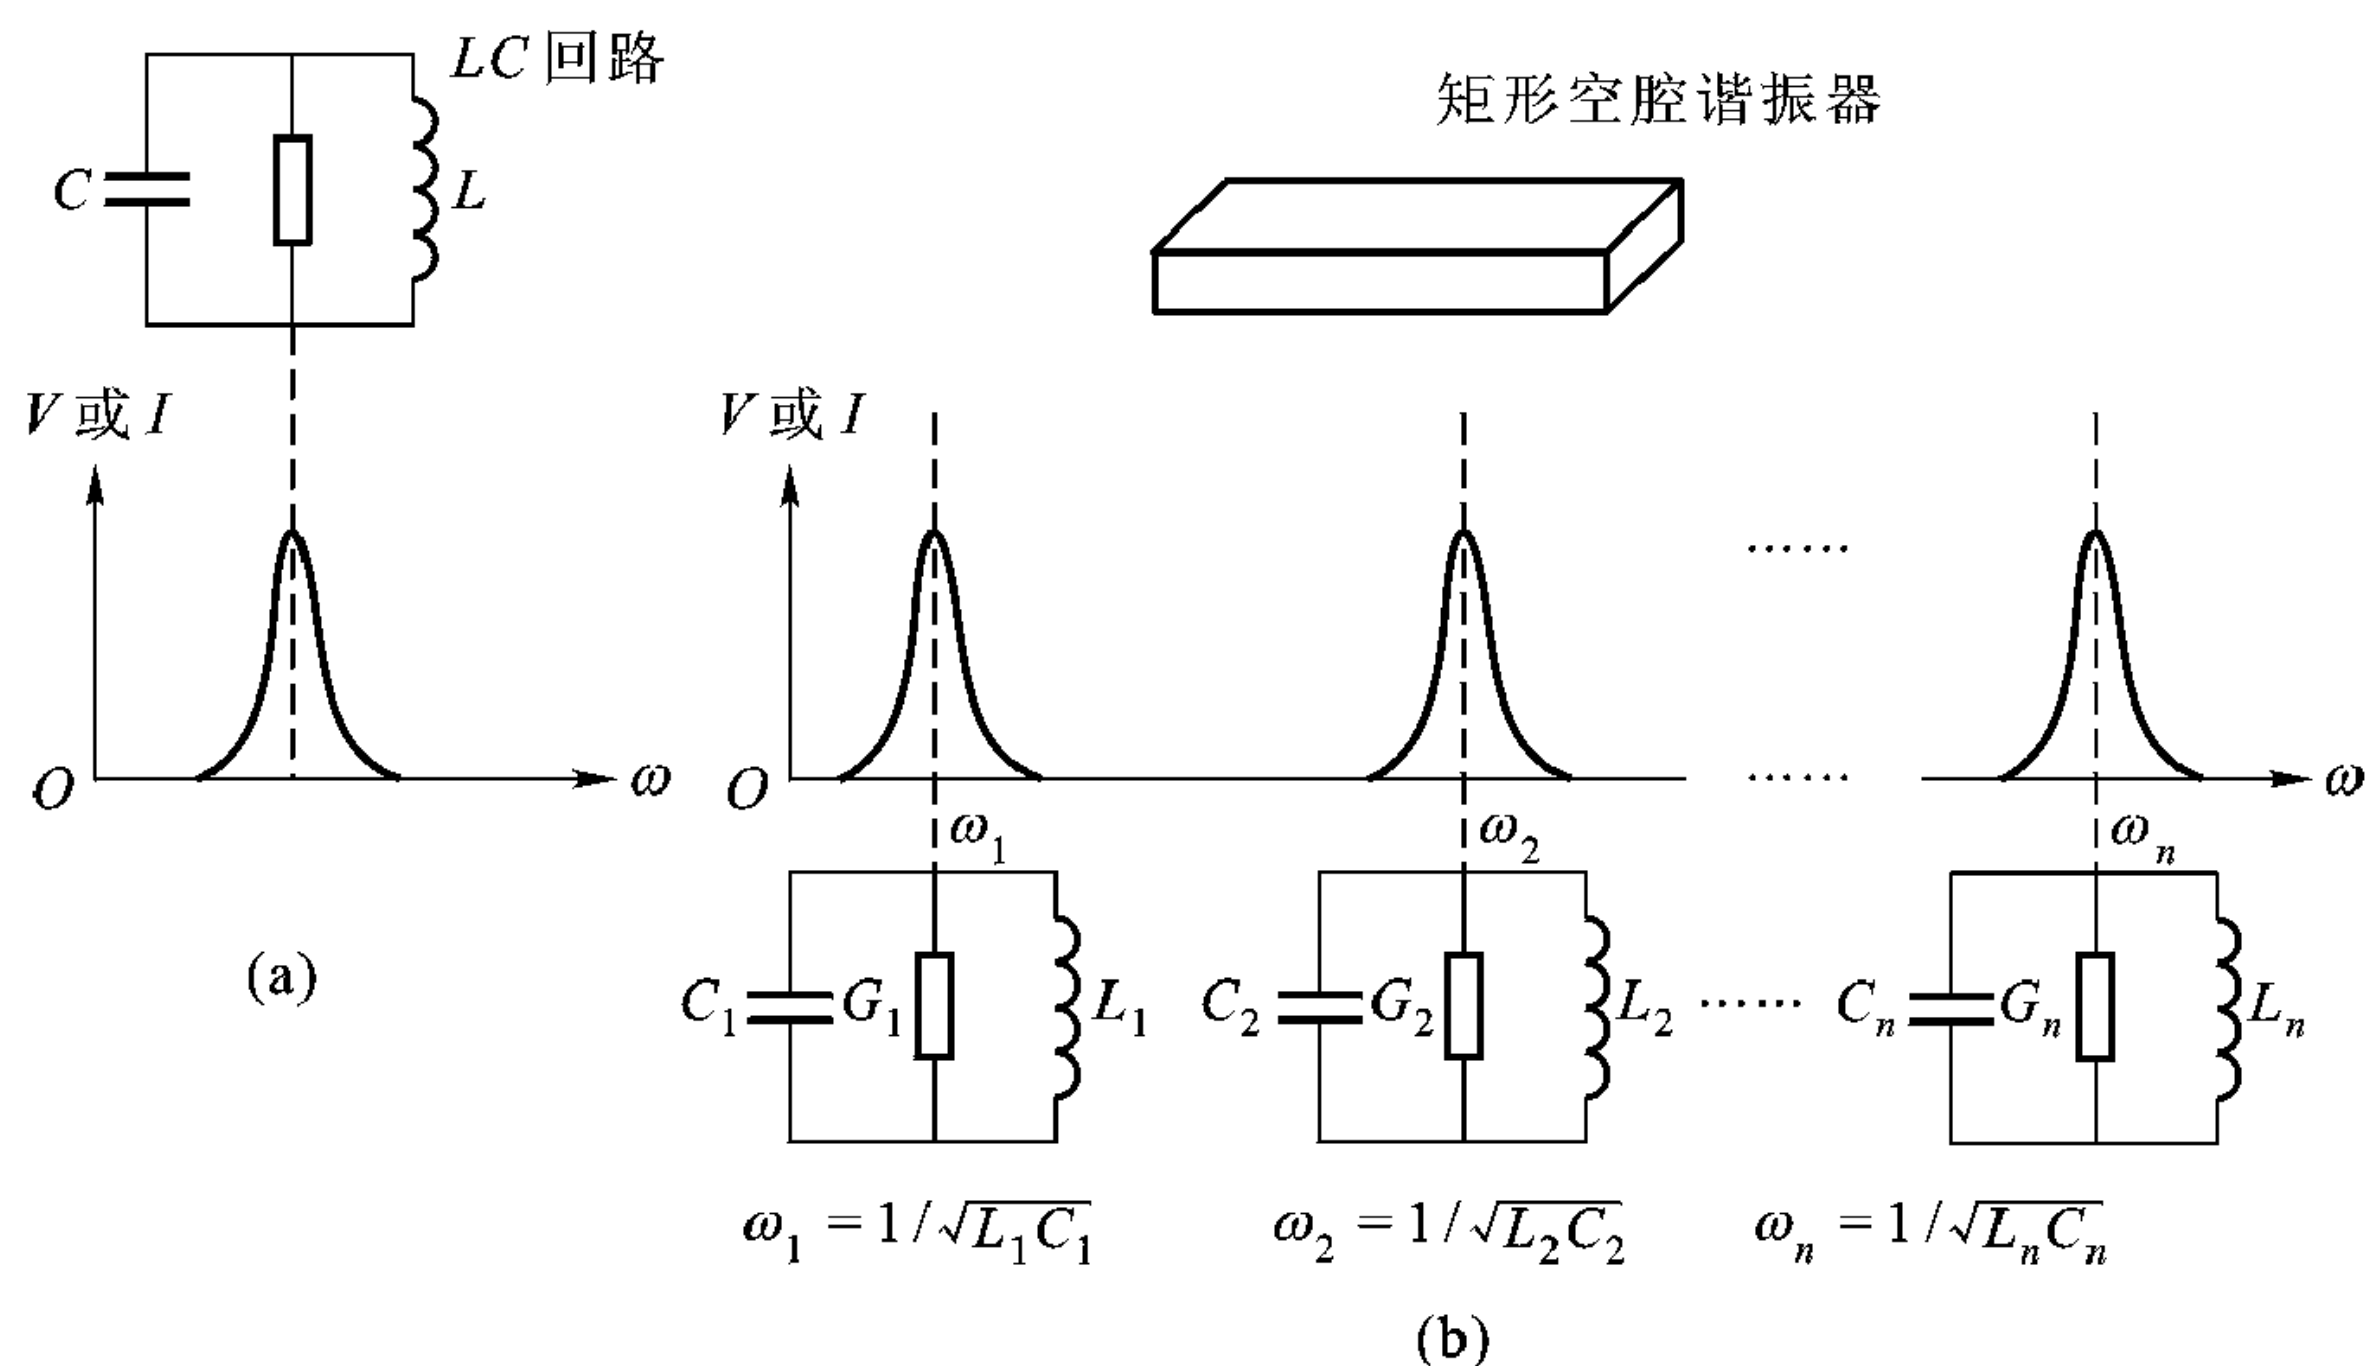 LC 回路
C
L
V 或 I
O
ω
(a)
矩形空腔谐振器
V 或 I
……
O
……
ω
ω₁
ω₂
ωₙ
C₁
G₁
L₁
C₂
G₂
L₂
……
Cₙ
Gₙ
Lₙ
ω₁ = 1/√L₁C₁
ω₂ = 1/√L₂C₂
ωₙ = 1/√LₙCₙ
(b)